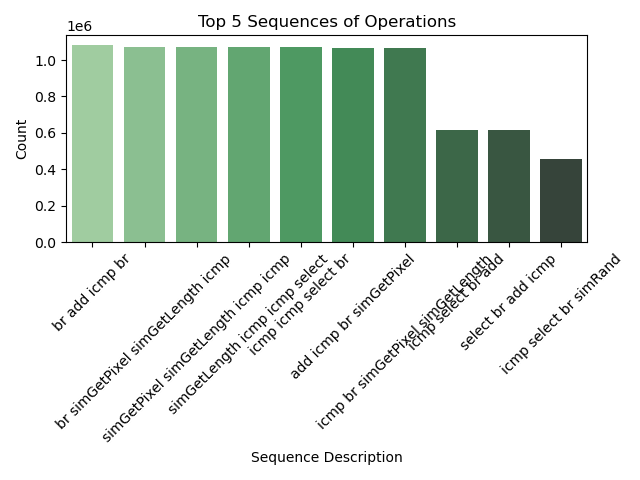 Top 5 Sequences of Operations
1e6
1.0
0.8
0.6
0.4
0.2
0.0
Count
br add icmp br
br simGetPixel simGetLength icmp
simGetPixel simGetLength icmp icmp
simGetLength icmp icmp select
icmp icmp select br
add icmp br simGetPixel
icmp br simGetPixel simGetLength
icmp select br add
select br add icmp
icmp select br simRand
Sequence Description